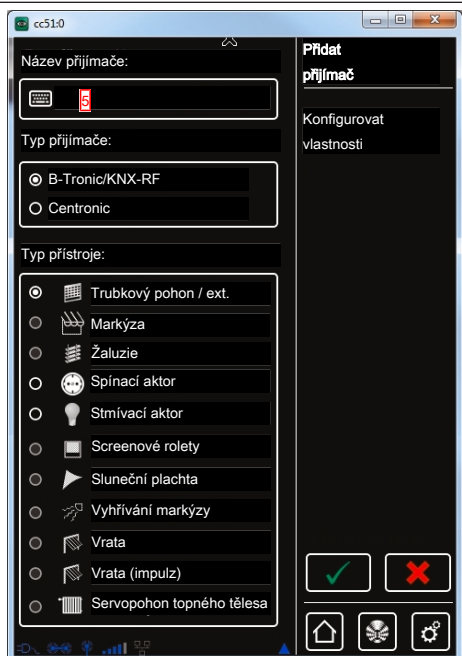 cc51:0
Název přijímače:
5
Typ přijímače:
B-Tronic/KNX-RF
Centronic
Typ přístroje:
Trubkový pohon / ext.
Markýza
Žaluzie
Spínací aktor
Stmívací aktor
Screenové rolety
Sluneční plachta
Vyhřívání markýzy
Vrata
Vrata (impulz)
Servopohon topného tělesa
Přidat
přijímač
Konfigurovat
vlastnosti